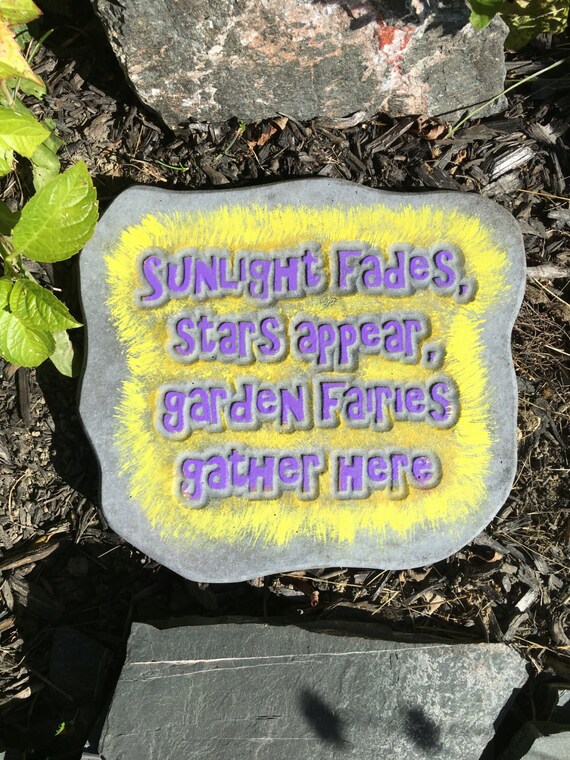 Sunlight Fades,
stars appear,
garden Fairies
gather Here